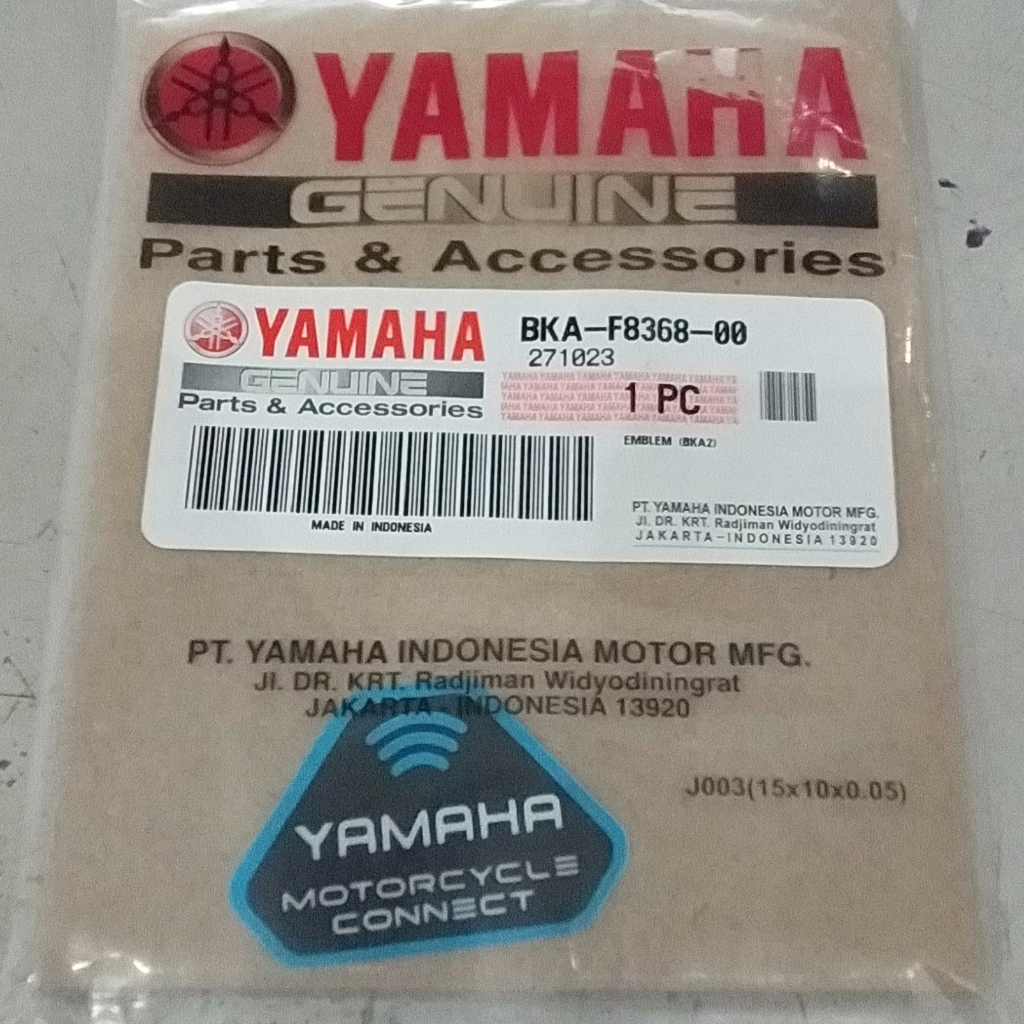 YAMAHA
GENUINE
Parts & Accessories
YAMAHA
GENUINE
Parts & Accessories
BKA-F8368-00
271023
1 PC
EMBLEM (BKA2)
MADE IN INDONESIA
PT. YAMAHA INDONESIA MOTOR MFG.
Jl. DR. KRT. Radjiman Widyodiningrat
JAKARTA-INDONESIA 13920
PT. YAMAHA INDONESIA MOTOR MFG.
Jl. DR. KRT. Radjiman Widyodiningrat
JAKARTA - INDONESIA 13920
J003(15x10x0.05)
YAMAHA
MOTORCYCLE
CONNECT